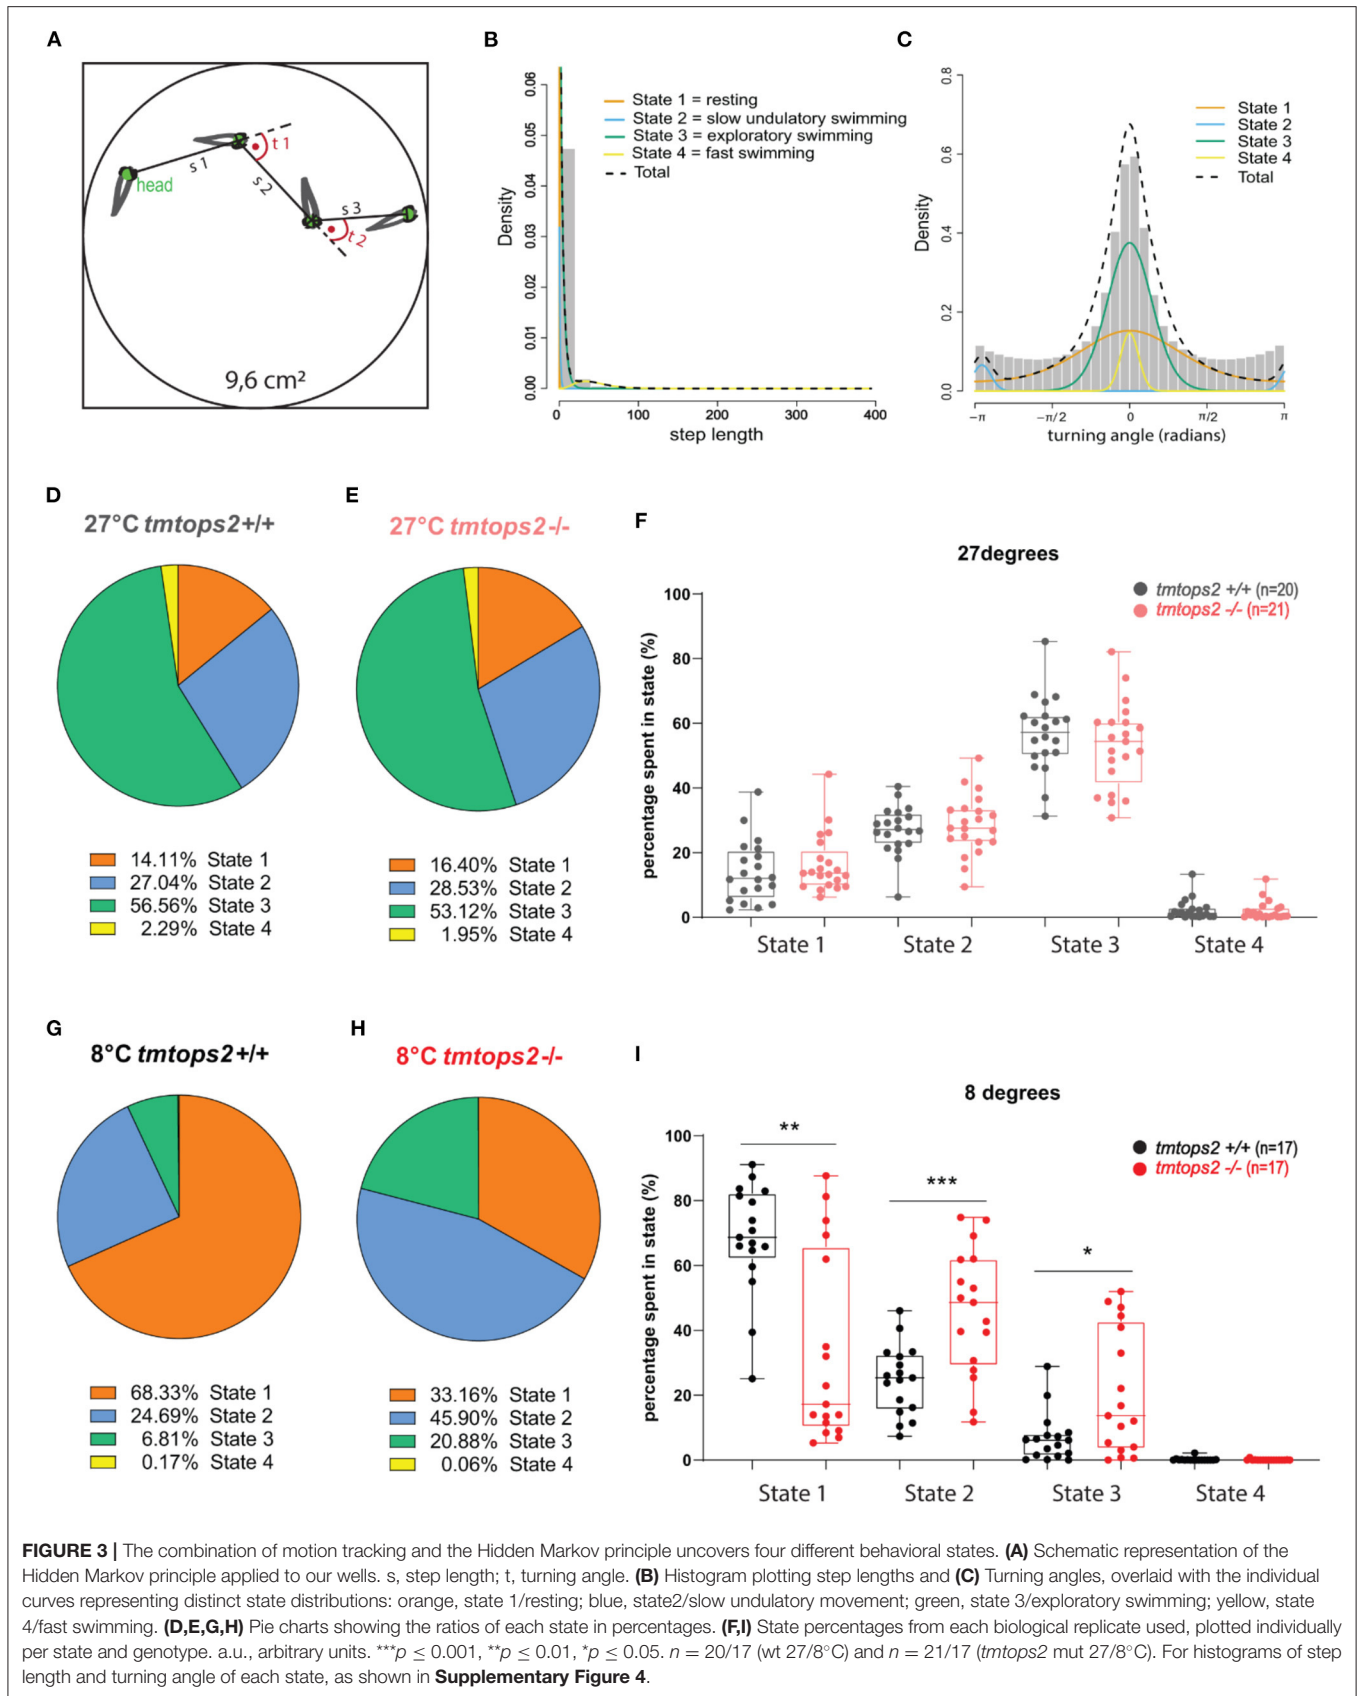 A
head
s 1
t 1
s 2
s 3
t 2
9,6 cm²
B
0.06
0.05
0.04
0.03
0.02
0.01
0.00
Density
State 1 = resting
State 2 = slow undulatory swimming
State 3 = exploratory swimming
State 4 = fast swimming
Total
0 100 200 300 400
step length
C
0.8
0.6
0.4
0.2
0.0
Density
State 1
State 2
State 3
State 4
Total
−π −π/2 0 π/2 π
turning angle (radians)
D
27°C tmtops2+/+
14.11% State 1
27.04% State 2
56.56% State 3
2.29% State 4
E
27°C tmtops2-/-
16.40% State 1
28.53% State 2
53.12% State 3
1.95% State 4
F
27degrees
tmtops2 +/+ (n=20)
tmtops2 -/- (n=21)
percentage spent in state (%)
100
80
60
40
20
0
State 1 State 2 State 3 State 4
G
8°C tmtops2+/+
68.33% State 1
24.69% State 2
6.81% State 3
0.17% State 4
H
8°C tmtops2-/-
33.16% State 1
45.90% State 2
20.88% State 3
0.06% State 4
I
8 degrees
tmtops2 +/+ (n=17)
tmtops2 -/- (n=17)
percentage spent in state (%)
100
80
60
40
20
0
**
***
*
State 1 State 2 State 3 State 4
FIGURE 3 | The combination of motion tracking and the Hidden Markov principle uncovers four different behavioral states. (A) Schematic representation of the
Hidden Markov principle applied to our wells. s, step length; t, turning angle. (B) Histogram plotting step lengths and (C) Turning angles, overlaid with the individual
curves representing distinct state distributions: orange, state 1/resting; blue, state2/slow undulatory movement; green, state 3/exploratory swimming; yellow, state
4/fast swimming. (D,E,G,H) Pie charts showing the ratios of each state in percentages. (F,I) State percentages from each biological replicate used, plotted individually
per state and genotype. a.u., arbitrary units. ***p ≤ 0.001, **p ≤ 0.01, *p ≤ 0.05. n = 20/17 (wt 27/8°C) and n = 21/17 (tmtops2 mut 27/8°C). For histograms of step
length and turning angle of each state, as shown in Supplementary Figure 4.